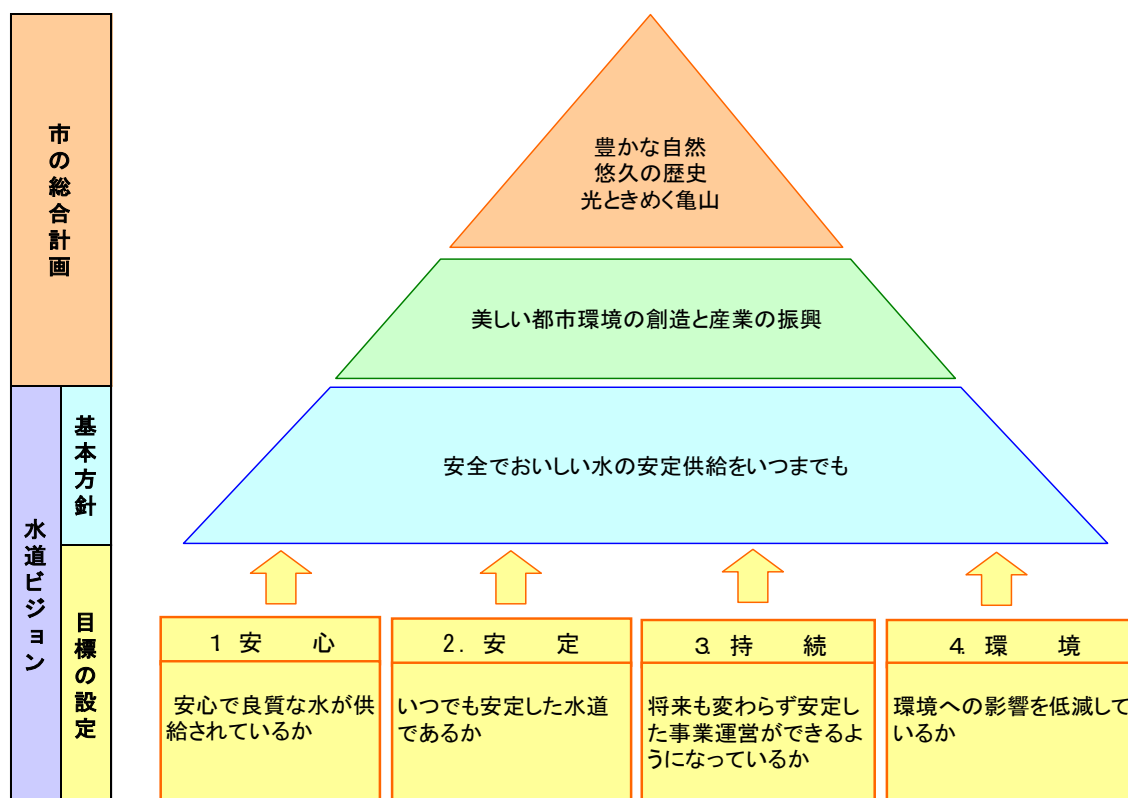 市の総合計画
豊かな自然
悠久の歴史
光ときめく亀山
美しい都市環境の創造と産業の振興
水道ビジョン
基本方針
安全でおいしい水の安定供給をいつまでも
目標の設定
1 安 心
安心で良質な水が供
給されているか
2. 安 定
いつでも安定した水道
であるか
3. 持 続
将来も変わらず安定し
た事業運営ができるよ
うになっているか
4. 環 境
環境への影響を低減して
いるか